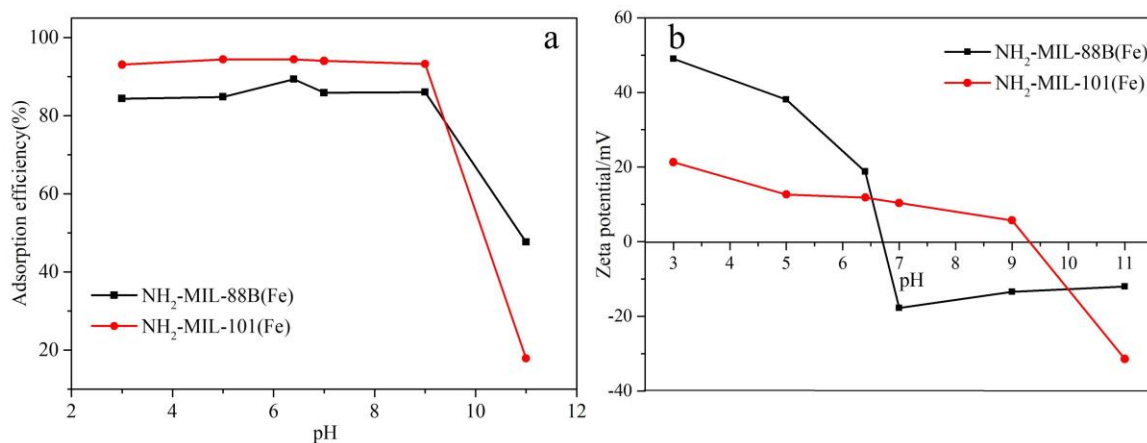 a
100
80
60
40
20
Adsorption efficiency(%)
NH2-MIL-88B(Fe)
NH2-MIL-101(Fe)
2 4 6 8 10 12
pH
b
60
40
20
0
-20
-40
Zeta potential/mV
NH2-MIL-88B(Fe)
NH2-MIL-101(Fe)
3 4 5 6 7 8 9 10 11
pH